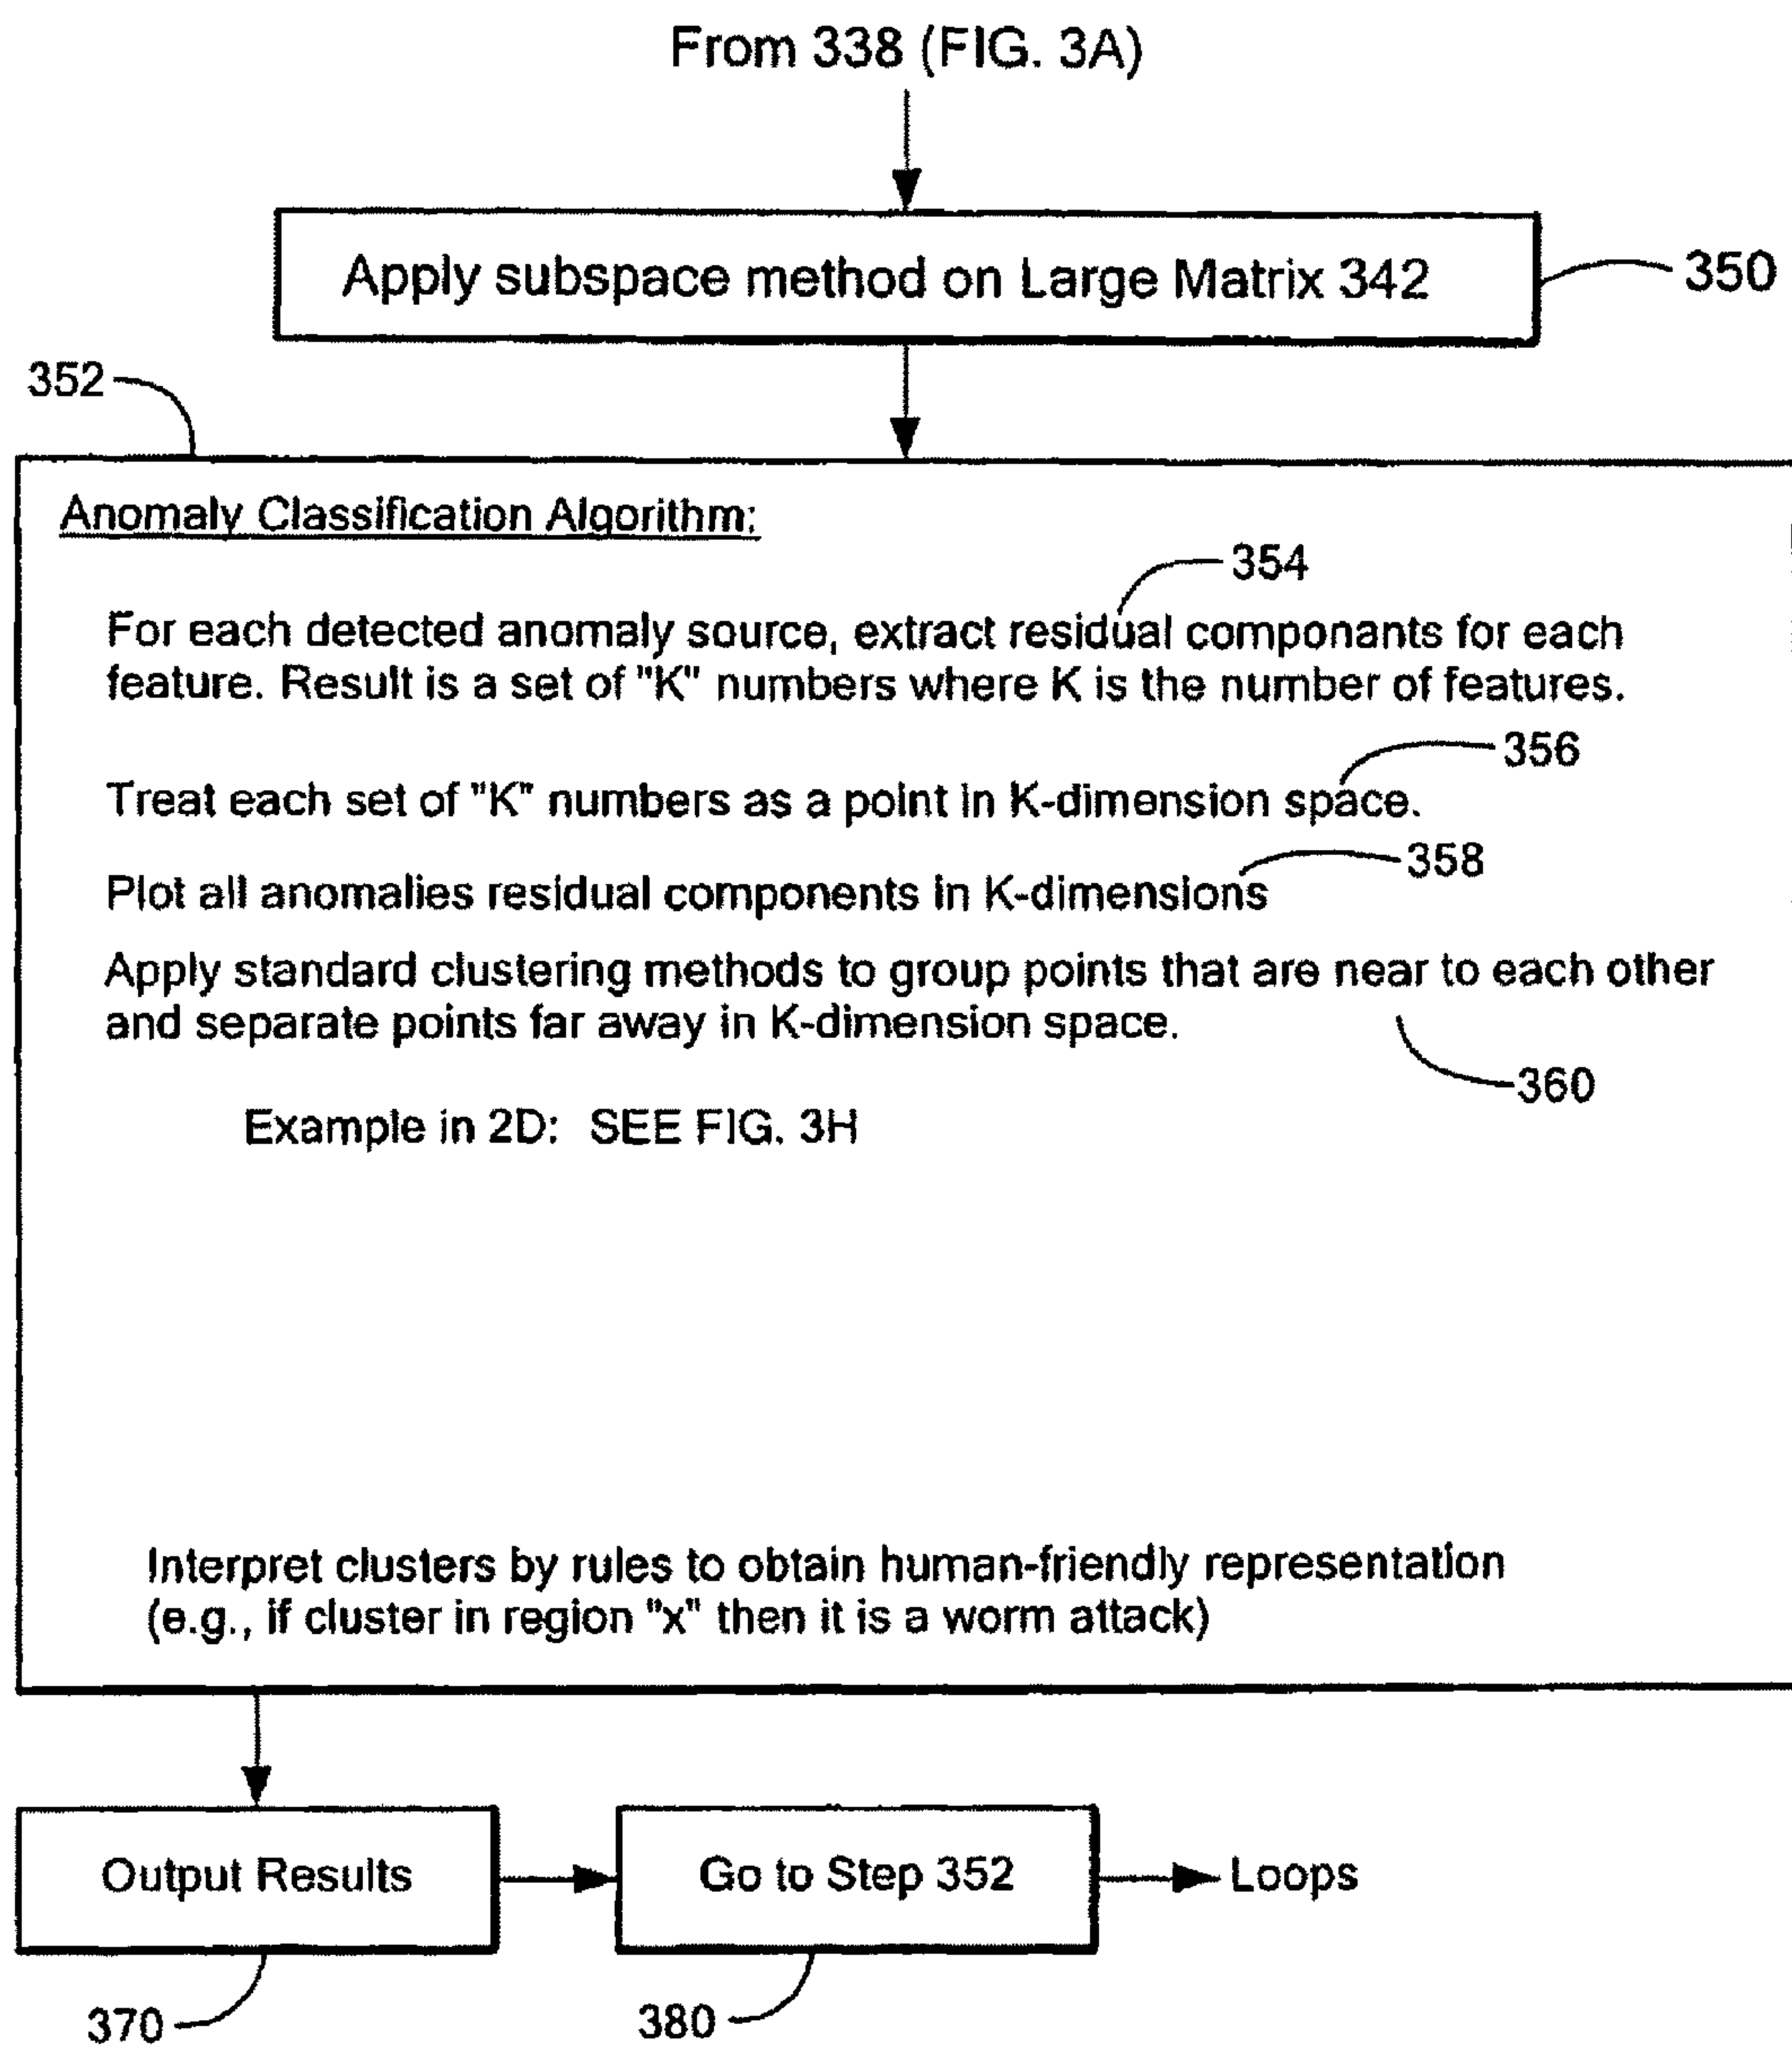 From 338 (FIG. 3A)
Apply subspace method on Large Matrix 342
350
352
Anomaly Classification Algorithm:
354
For each detected anomaly source, extract residual componants for each
feature. Result is a set of "K" numbers where K is the number of features.
356
Treat each set of "K" numbers as a point in K-dimension space.
358
Plot all anomalies residual components in K-dimensions
Apply standard clustering methods to group points that are near to each other
and separate points far away in K-dimension space.
360
Example in 2D: SEE FIG. 3H
Interpret clusters by rules to obtain human-friendly representation
(e.g., if cluster in region "x" then it is a worm attack)
Output Results
Go to Step 352
Loops
370
380